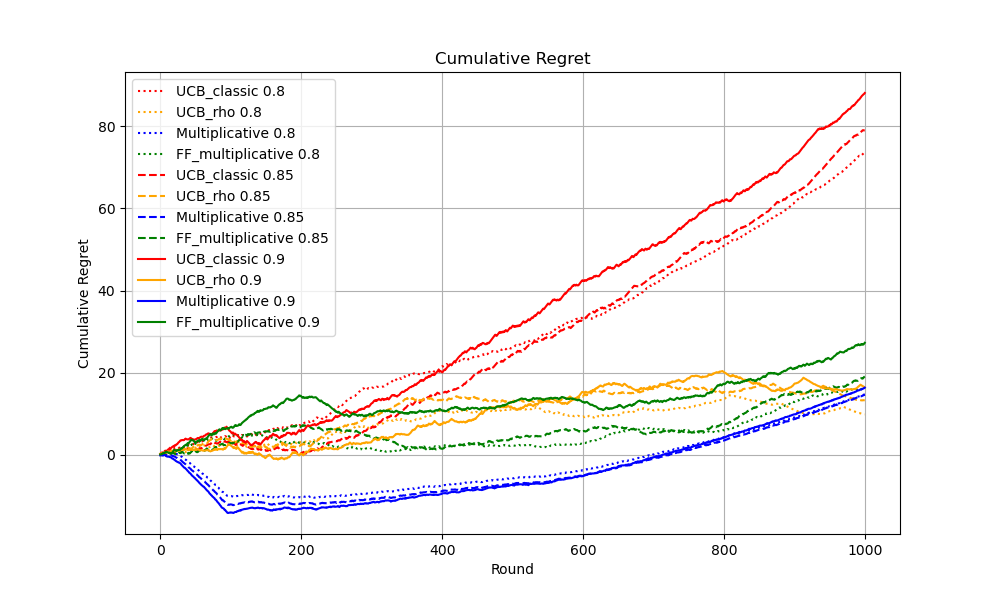 Cumulative Regret
UCB_classic 0.8
UCB_rho 0.8
Multiplicative 0.8
FF_multiplicative 0.8
UCB_classic 0.85
UCB_rho 0.85
Multiplicative 0.85
FF_multiplicative 0.85
UCB_classic 0.9
UCB_rho 0.9
Multiplicative 0.9
FF_multiplicative 0.9
Cumulative Regret
80
60
40
20
0
0 200 400 600 800 1000
Round